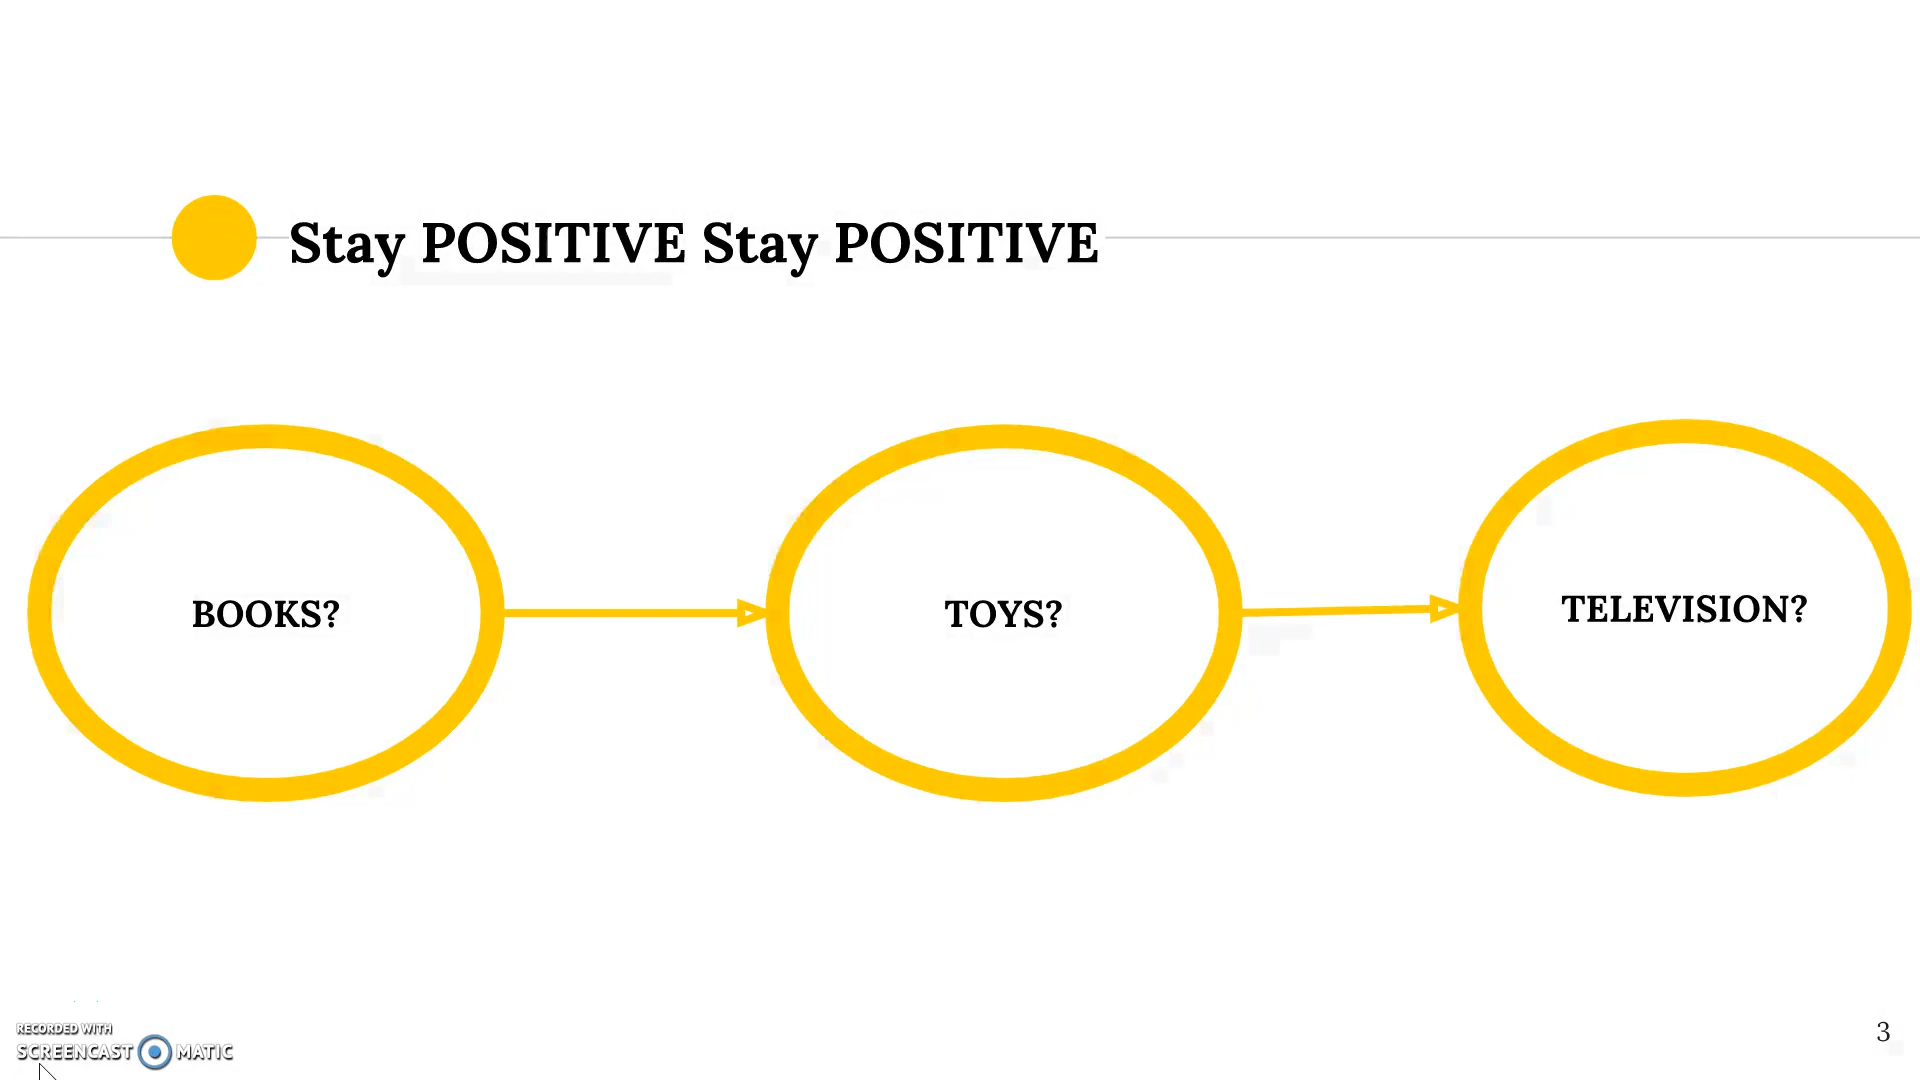 Stay POSITIVE Stay POSITIVE
BOOKS?
TOYS?
TELEVISION?
RECORDED WITH
SCREENCAST MATIC
3